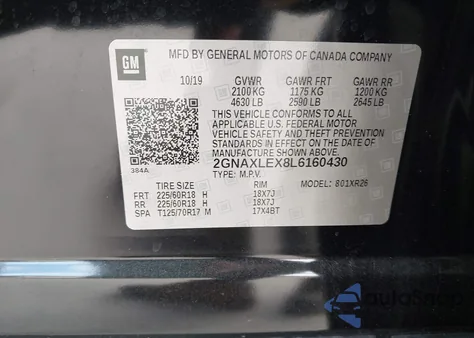 GM
MFD BY GENERAL MOTORS OF CANADA COMPANY
10/19 GVWR GAWR FRT GAWR RR
2100 KG 1175 KG 1200 KG
4630 LB 2590 LB 2645 LB
THIS VEHICLE CONFORMS TO ALL
APPLICABLE U.S. FEDERAL MOTOR
VEHICLE SAFETY AND THEFT PREVENTION
STANDARDS IN EFFECT ON THE DATE
OF MANUFACTURE SHOWN ABOVE.
384A 2GNAXLEX8L6160430
TYPE: M.P.V. MODEL: 801XR26
TIRE SIZE RIM
FRT 225/60R18 H 18X7J
RR 225/60R18 H 18X7J
SPA T125/70R17 M 17X4BT